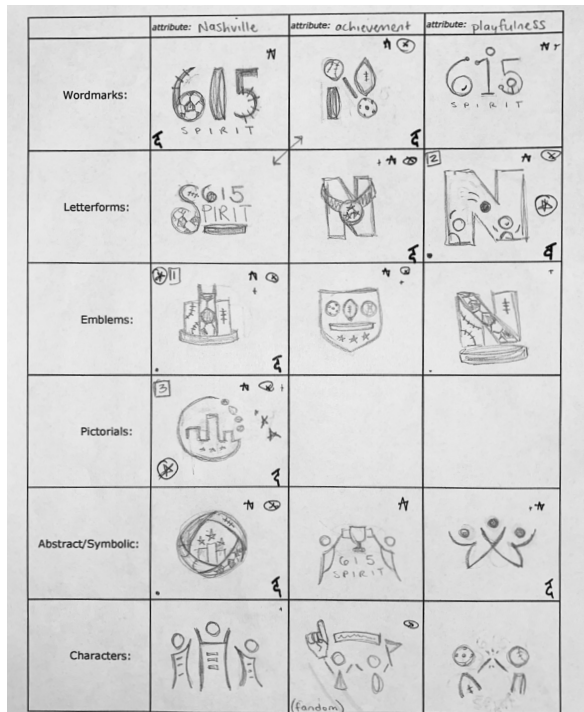 attribute: Nashville
attribute: achievement
attribute: playfulness
Wordmarks:
615
SPIRIT
615
SPIRIT
Letterforms:
615
SPIRIT
N
2
N
Emblems:
1
N
Pictorials:
3
Abstract/Symbolic:
615
SPIRIT
Characters:
(fandom)